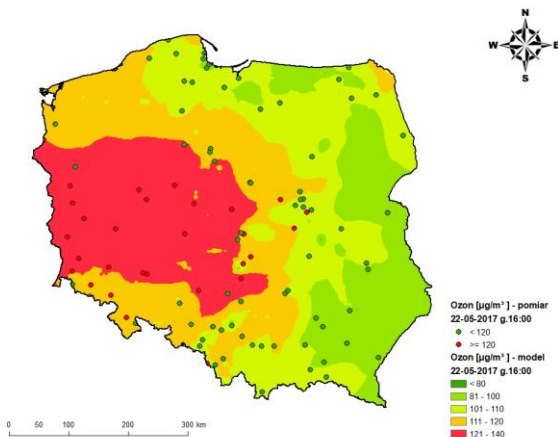 N
W E
S
Ozon [µg/m³ ] - pomiar
22-05-2017 g.16:00
< 120
>= 120
Ozon [µg/m³ ] - model
22-05-2017 g.16:00
< 80
81 - 100
101 - 110
111 - 120
121 - 140
0 50 100 200 300 km